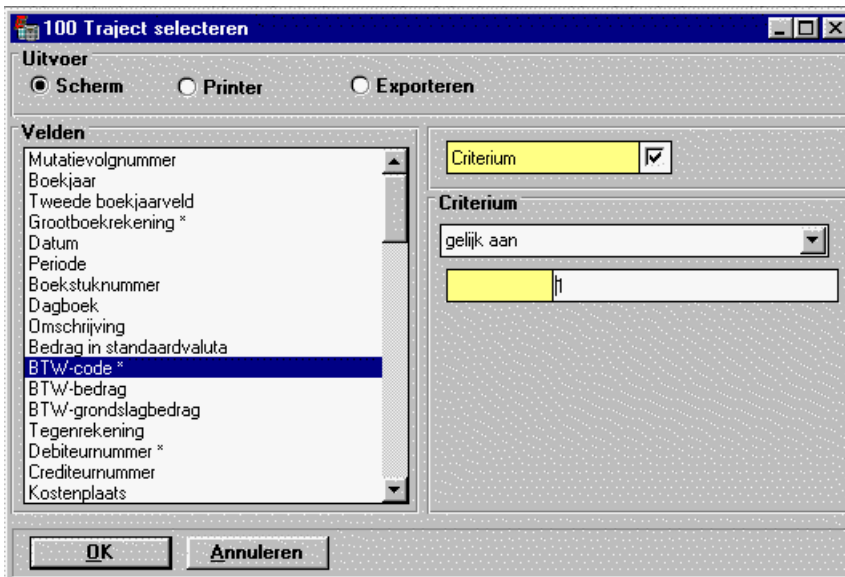 100 Traject selecteren
Uitvoer
Scherm Printer Exporteren
Velden
Mutatievolgnummer
Boekjaar
Tweede boekjaarveld
Grootboekrekening *
Datum
Periode
Boekstuknummer
Dagboek
Omschrijving
Bedrag in standaardvaluta
BTW-code *
BTW-bedrag
BTW-grondslagbedrag
Tegenrekening
Debiteurnummer *
Crediteurnummer
Kostenplaats
Criterium
Criterium
gelijk aan
1
OK Annuleren